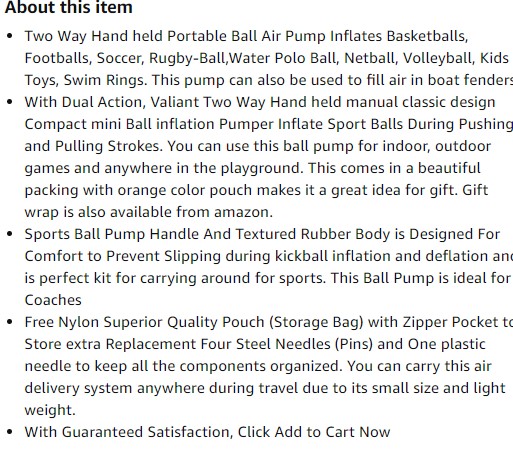 About this item
Two Way Hand held Portable Ball Air Pump Inflates Basketballs,
Footballs, Soccer, Rugby-Ball,Water Polo Ball, Netball, Volleyball, Kids
Toys, Swim Rings. This pump can also be used to fill air in boat fenders
With Dual Action, Valiant Two Way Hand held manual classic design
Compact mini Ball inflation Pumper Inflate Sport Balls During Pushing
and Pulling Strokes. You can use this ball pump for indoor, outdoor
games and anywhere in the playground. This comes in a beautiful
packing with orange color pouch makes it a great idea for gift. Gift
wrap is also available from amazon.
Sports Ball Pump Handle And Textured Rubber Body is Designed For
Comfort to Prevent Slipping during kickball inflation and deflation and
is perfect kit for carrying around for sports. This Ball Pump is ideal for
Coaches
Free Nylon Superior Quality Pouch (Storage Bag) with Zipper Pocket to
Store extra Replacement Four Steel Needles (Pins) and One plastic
needle to keep all the components organized. You can carry this air
delivery system anywhere during travel due to its small size and light
weight.
With Guaranteed Satisfaction, Click Add to Cart Now